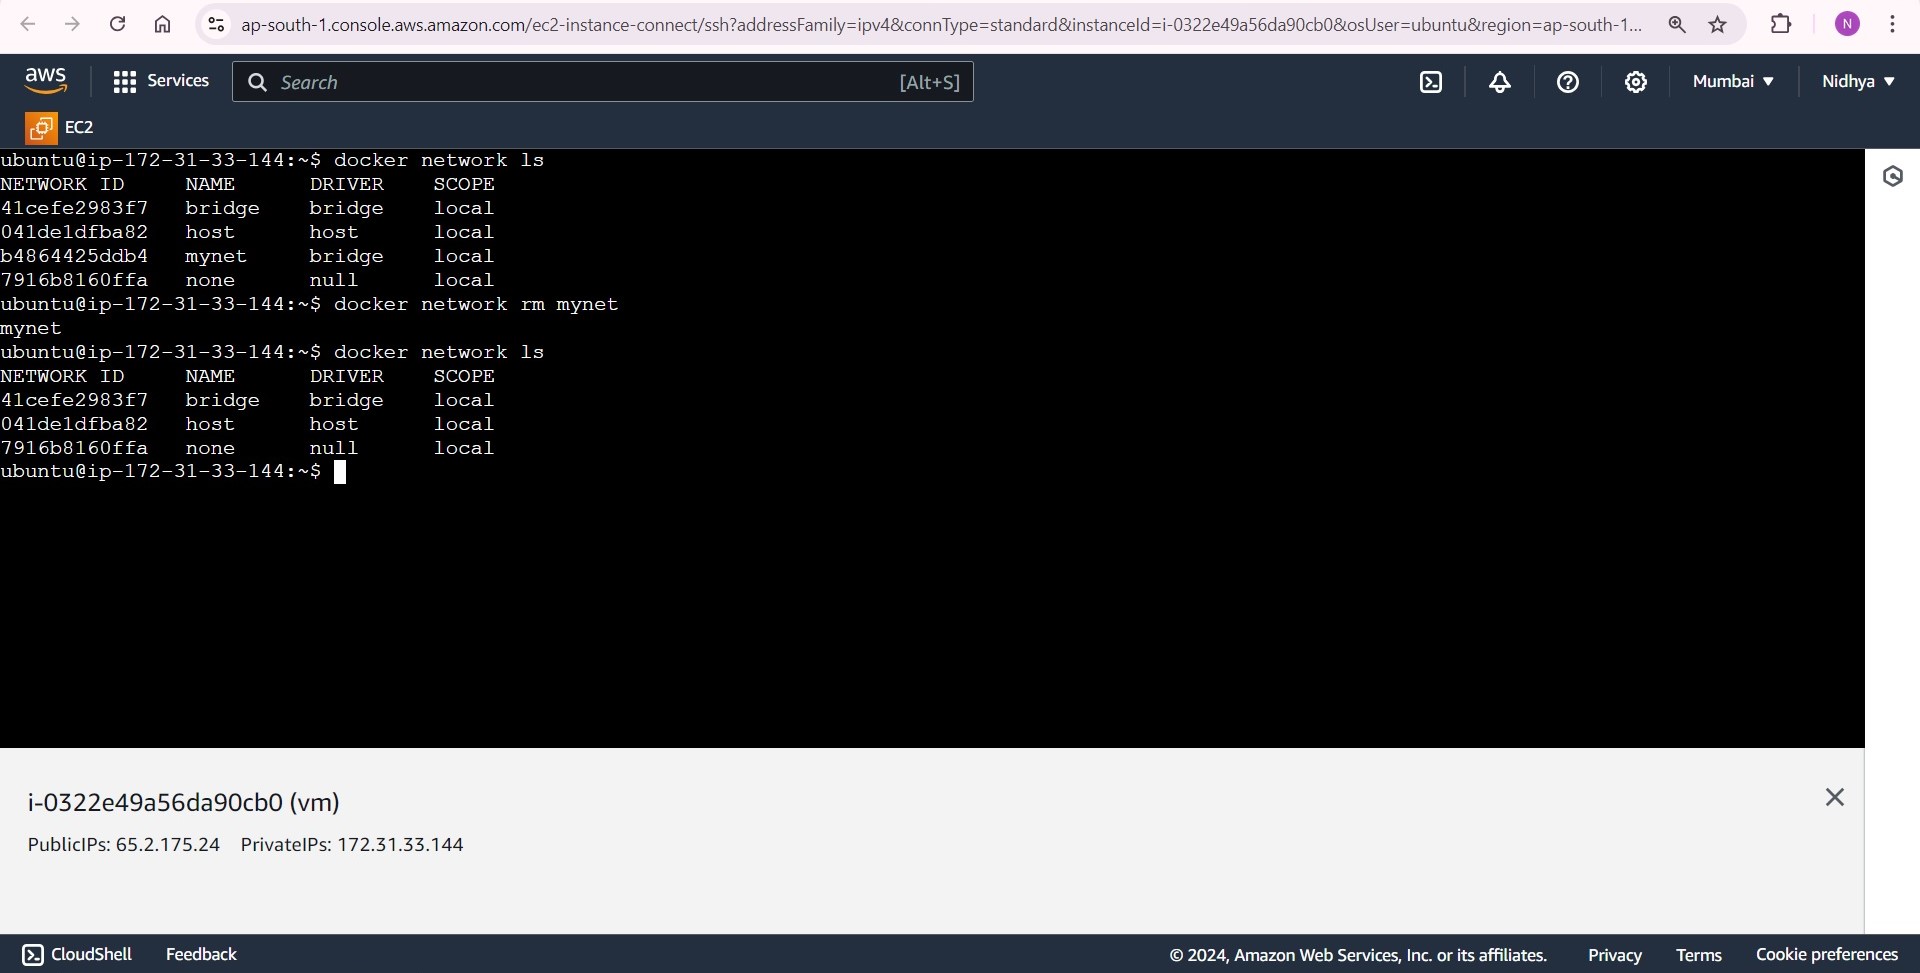 ap-south-1.console.aws.amazon.com/ec2-instance-connect/ssh?addressFamily=ipv4&connType=standard&instanceId=i-0322e49a56da90cb0&osUser=ubuntu&region=ap-south-1... N
aws Services Search [Alt+S] Mumbai ▼ Nidhya ▼
EC2
ubuntu@ip-172-31-33-144:~$ docker network ls
NETWORK ID NAME DRIVER SCOPE
41cefe2983f7 bridge bridge local
041de1dfba82 host host local
b4864425ddb4 mynet bridge local
7916b8160ffa none null local
ubuntu@ip-172-31-33-144:~$ docker network rm mynet
mynet
ubuntu@ip-172-31-33-144:~$ docker network ls
NETWORK ID NAME DRIVER SCOPE
41cefe2983f7 bridge bridge local
041de1dfba82 host host local
7916b8160ffa none null local
ubuntu@ip-172-31-33-144:~$
i-0322e49a56da90cb0 (vm)
PublicIPs: 65.2.175.24 PrivateIPs: 172.31.33.144
CloudShell Feedback © 2024, Amazon Web Services, Inc. or its affiliates. Privacy Terms Cookie preferences